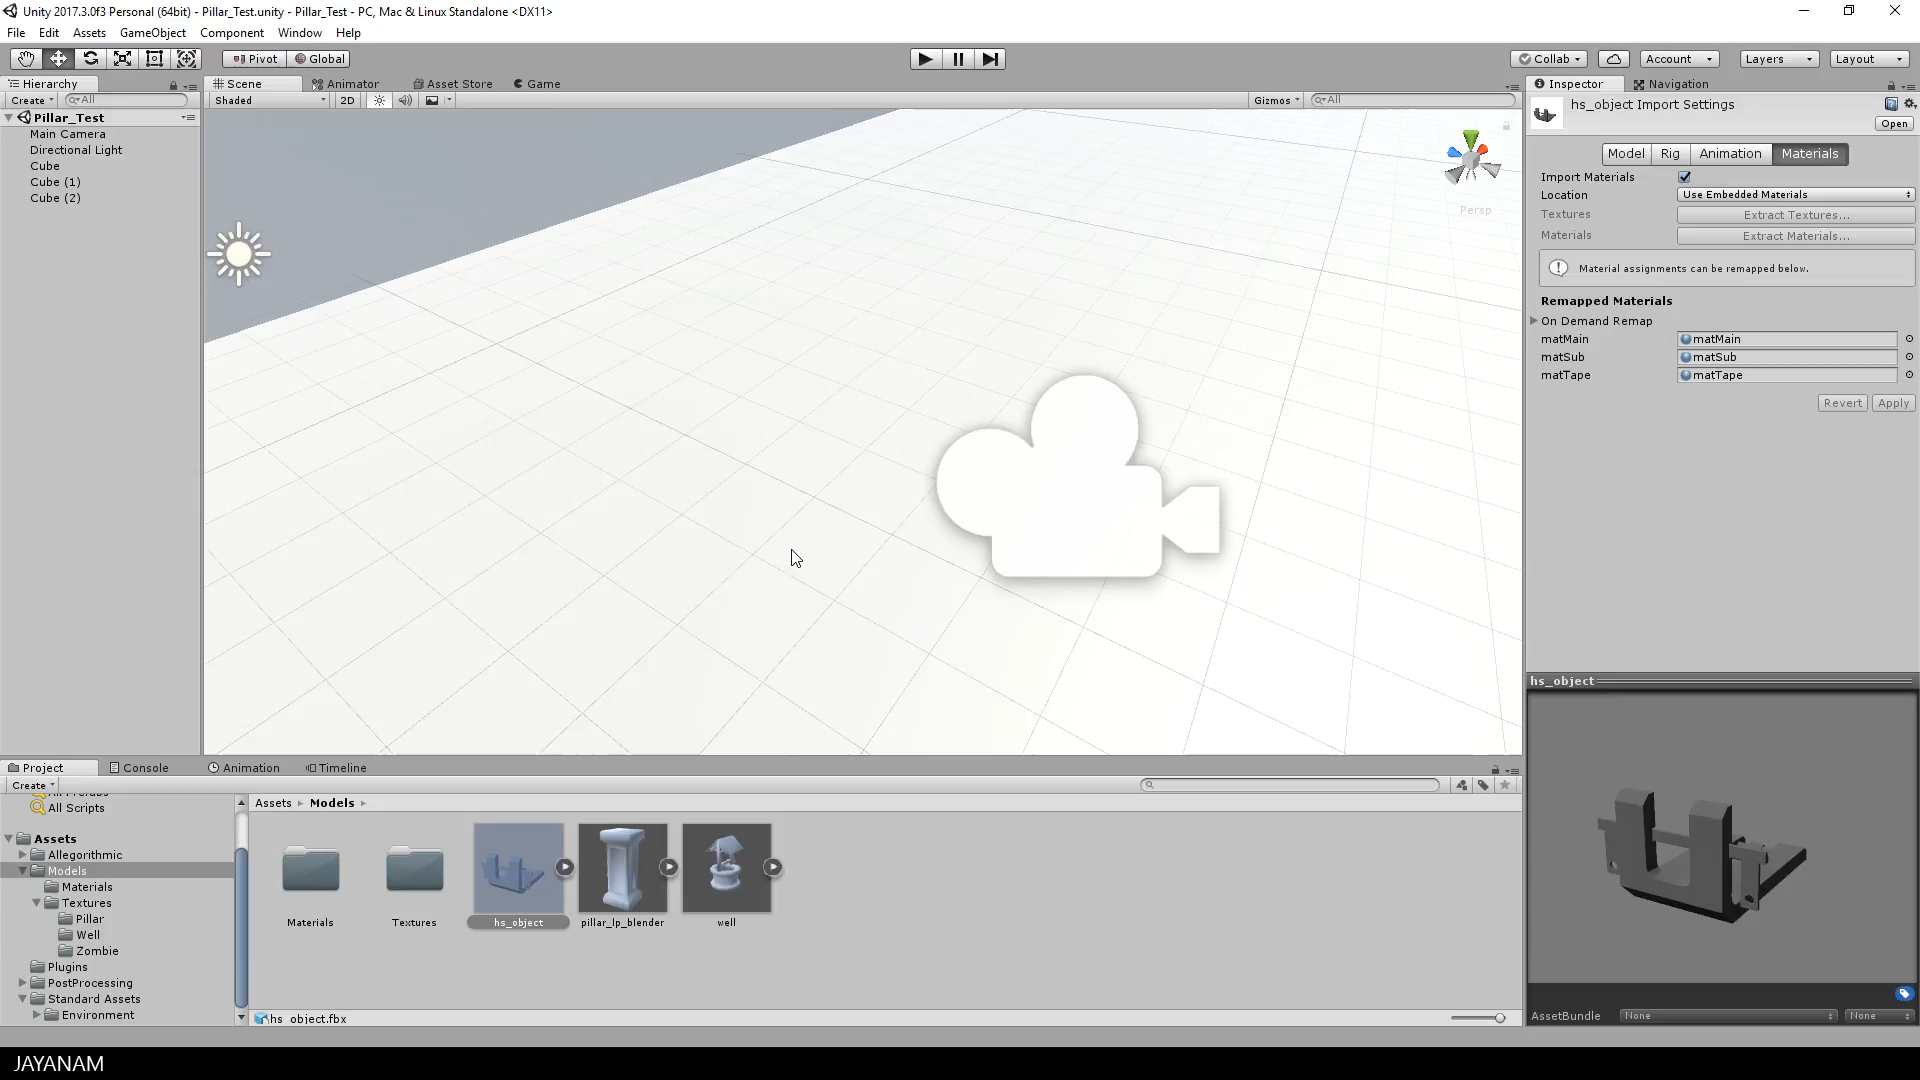 Unity 2017.3.0f3 Personal (64bit) - Pillar_Test.unity - Pillar_Test - PC, Mac & Linux Standalone <DX11>
File Edit Assets GameObject Component Window Help
Pivot Global Collab Account Layers Layout
Hierarchy
Create All
Pillar_Test
Main Camera
Directional Light
Cube
Cube (1)
Cube (2)
Scene Animator Asset Store Game
Shaded 2D Gizmos All
Persp
Inspector Navigation
hs_object Import Settings
Open
Model Rig Animation Materials
Import Materials
Location Use Embedded Materials
Textures Extract Textures...
Materials Extract Materials...
Material assignments can be remapped below.
Remapped Materials
On Demand Remap
matMain matMain
matSub matSub
matTape matTape
Revert Apply
hs_object
AssetBundle None None
Project Console Animation Timeline
Create
All Prefabs
All Scripts
Assets
Allegorithmic
Models
Materials
Textures
Pillar
Well
Zombie
Plugins
PostProcessing
Standard Assets
Environment
Assets Models
Materials Textures hs_object pillar_lp_blender well
hs_object.fbx
JAYANAM